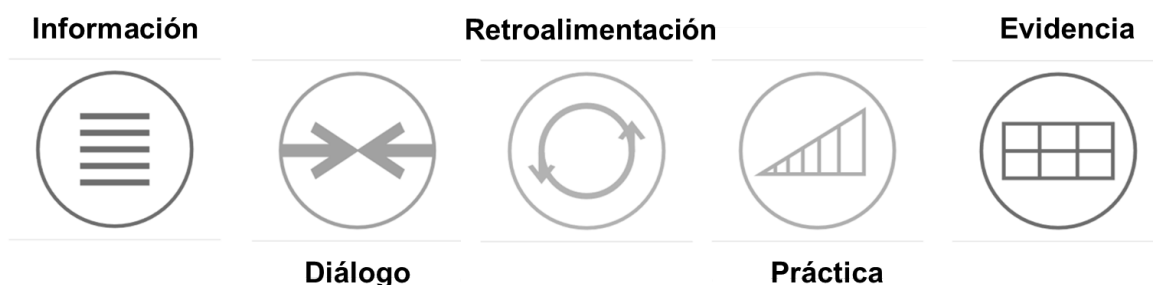 Información
Retroalimentación
Evidencia
Diálogo
Práctica